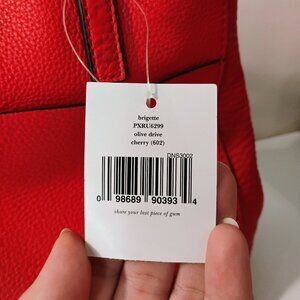 brigette
PXRU6299
olive drive
cherry (602)
DNS3002
0 98689 90393 4
share your last piece of gum